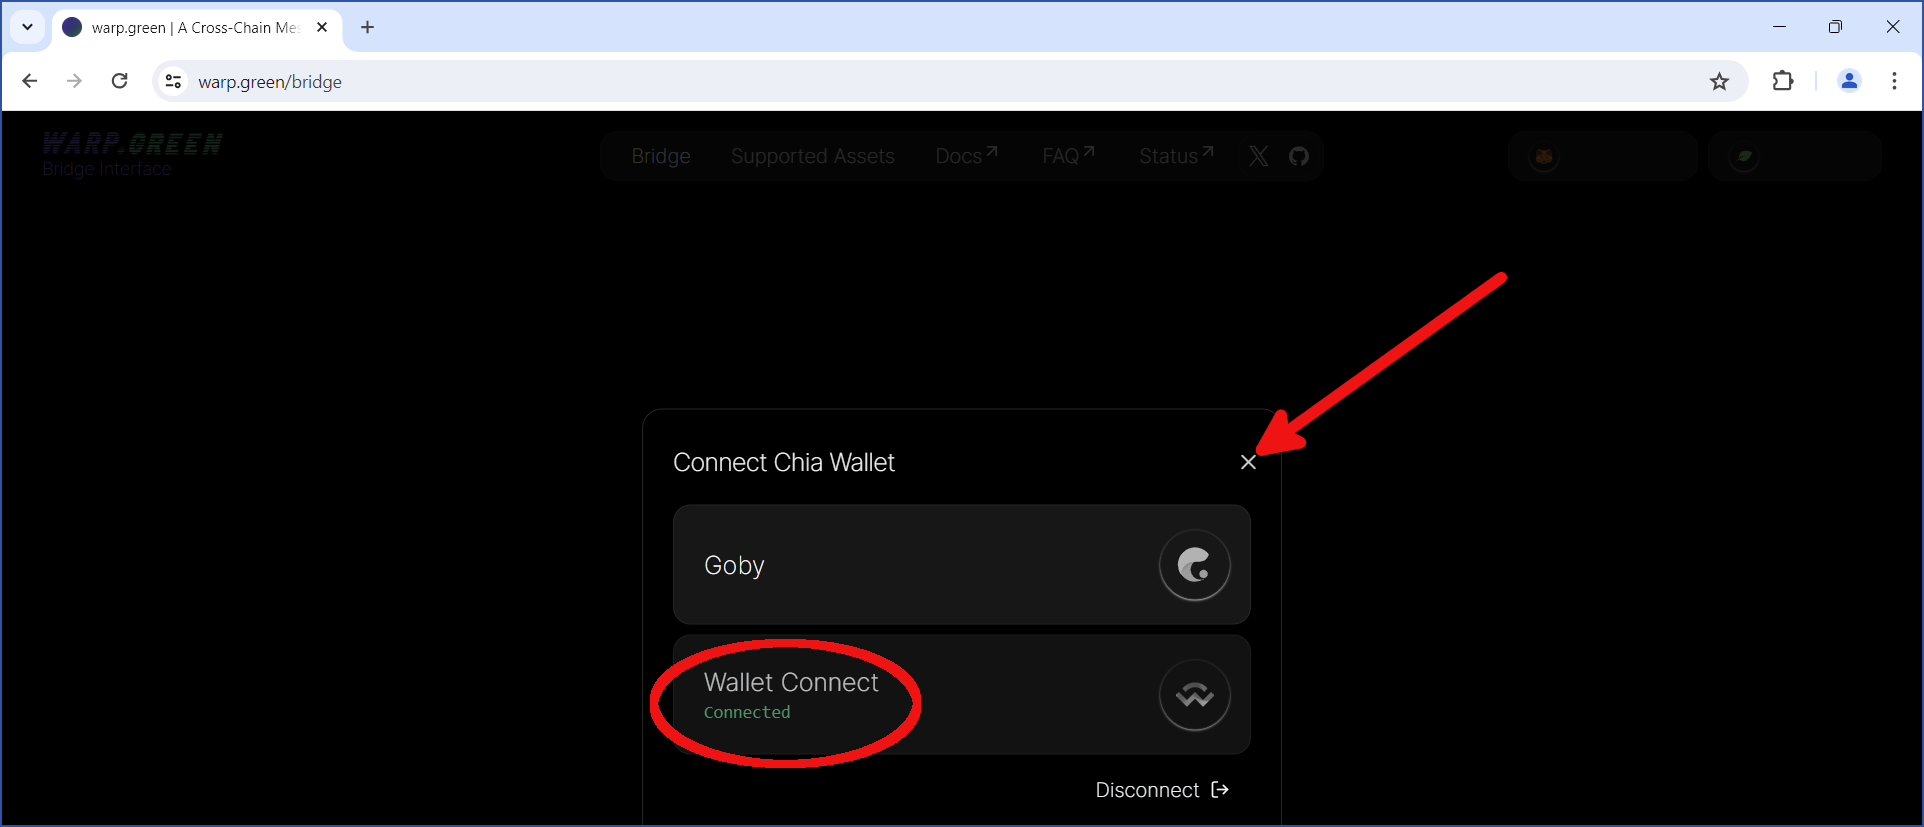 warp.green | A Cross-Chain Mes
warp.green/bridge
WARP.GREEN
Bridge Interface
Bridge
Supported Assets
Docs
FAQ
Status
Connect Chia Wallet
Goby
Wallet Connect
Connected
Disconnect